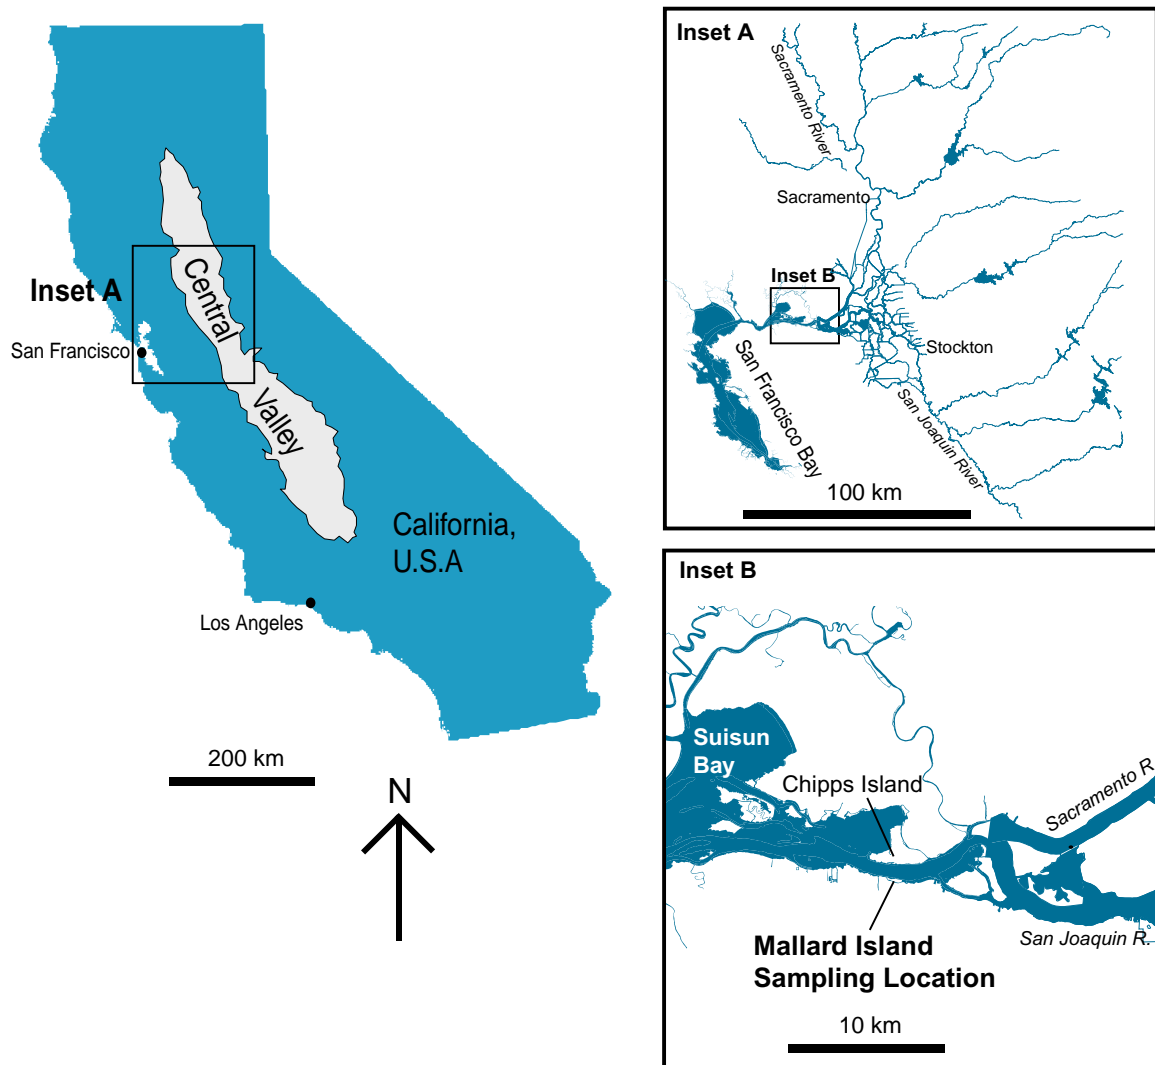 Inset A
San Francisco
Central
Valley
California,
U.S.A
Los Angeles
200 km
N
Inset A
Sacramento River
Sacramento
Inset B
Stockton
San Francisco Bay
San Joaquin River
100 km
Inset B
Suisun
Bay
Chipps Island
Sacramento R.
San Joaquin R.
Mallard Island
Sampling Location
10 km